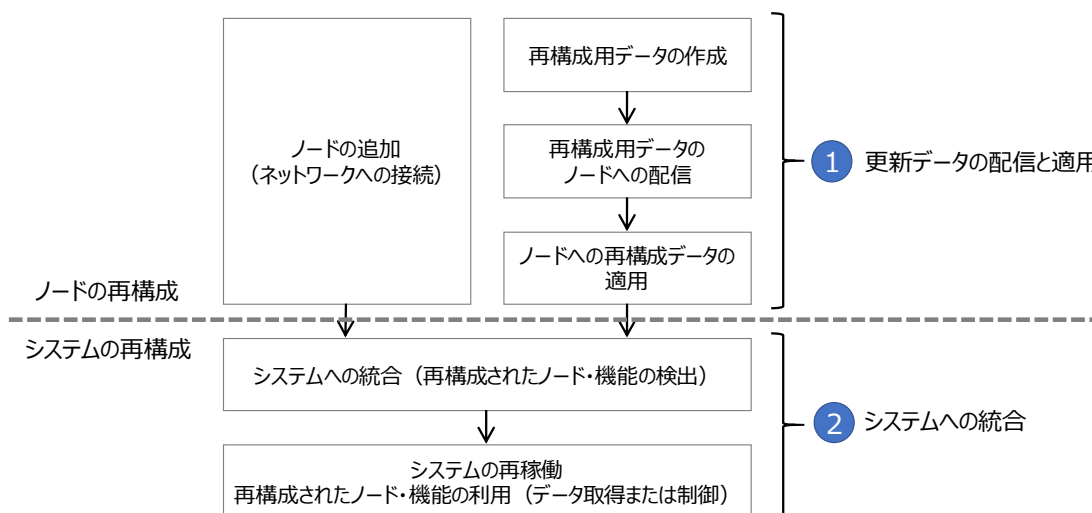 再構成用データの作成
ノードの追加
（ネットワークへの接続）
再構成用データの
ノードへの配信
1 更新データの配信と適用
ノードへの再構成データの
適用
ノードの再構成
システムの再構成
システムへの統合（再構成されたノード・機能の検出）
2 システムへの統合
システムの再稼働
再構成されたノード・機能の利用（データ取得または制御）